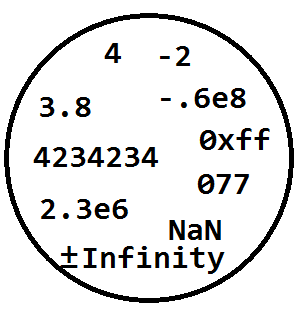 4 -2
3.8 -.6e8
0xff
4234234
077
2.3e6
NaN
±Infinity